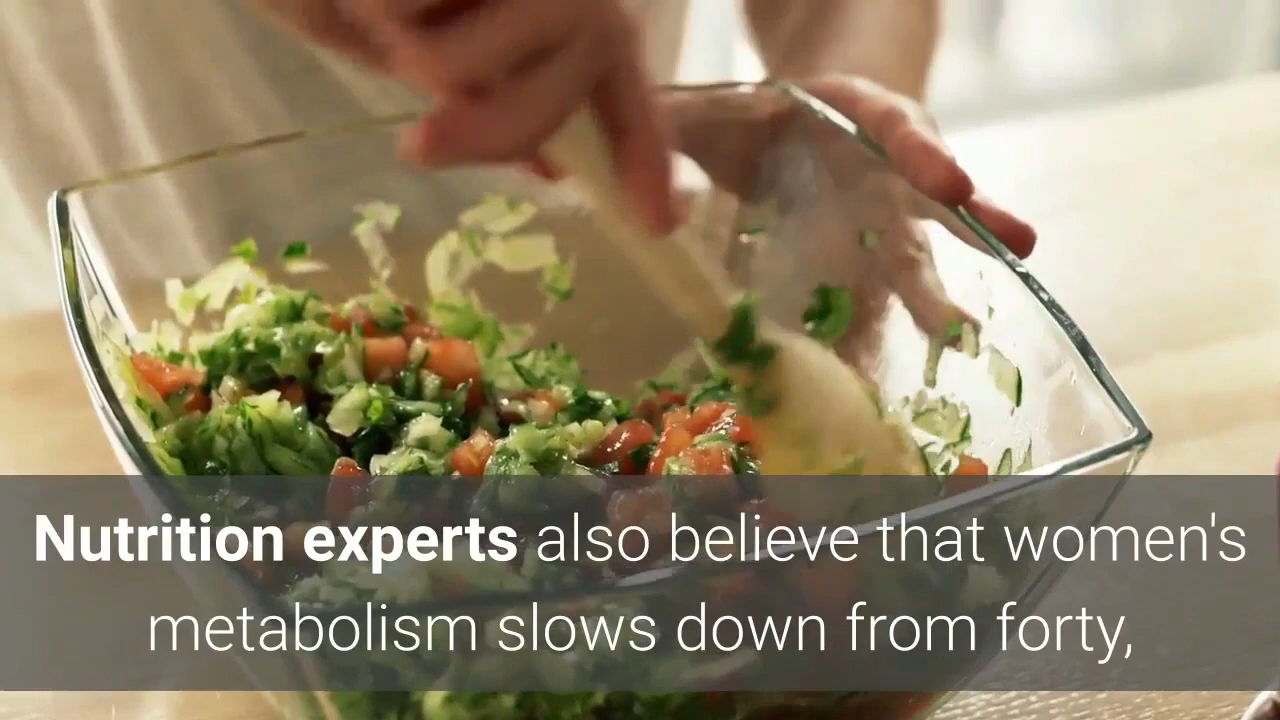 Nutrition experts also believe that women's
metabolism slows down from forty,